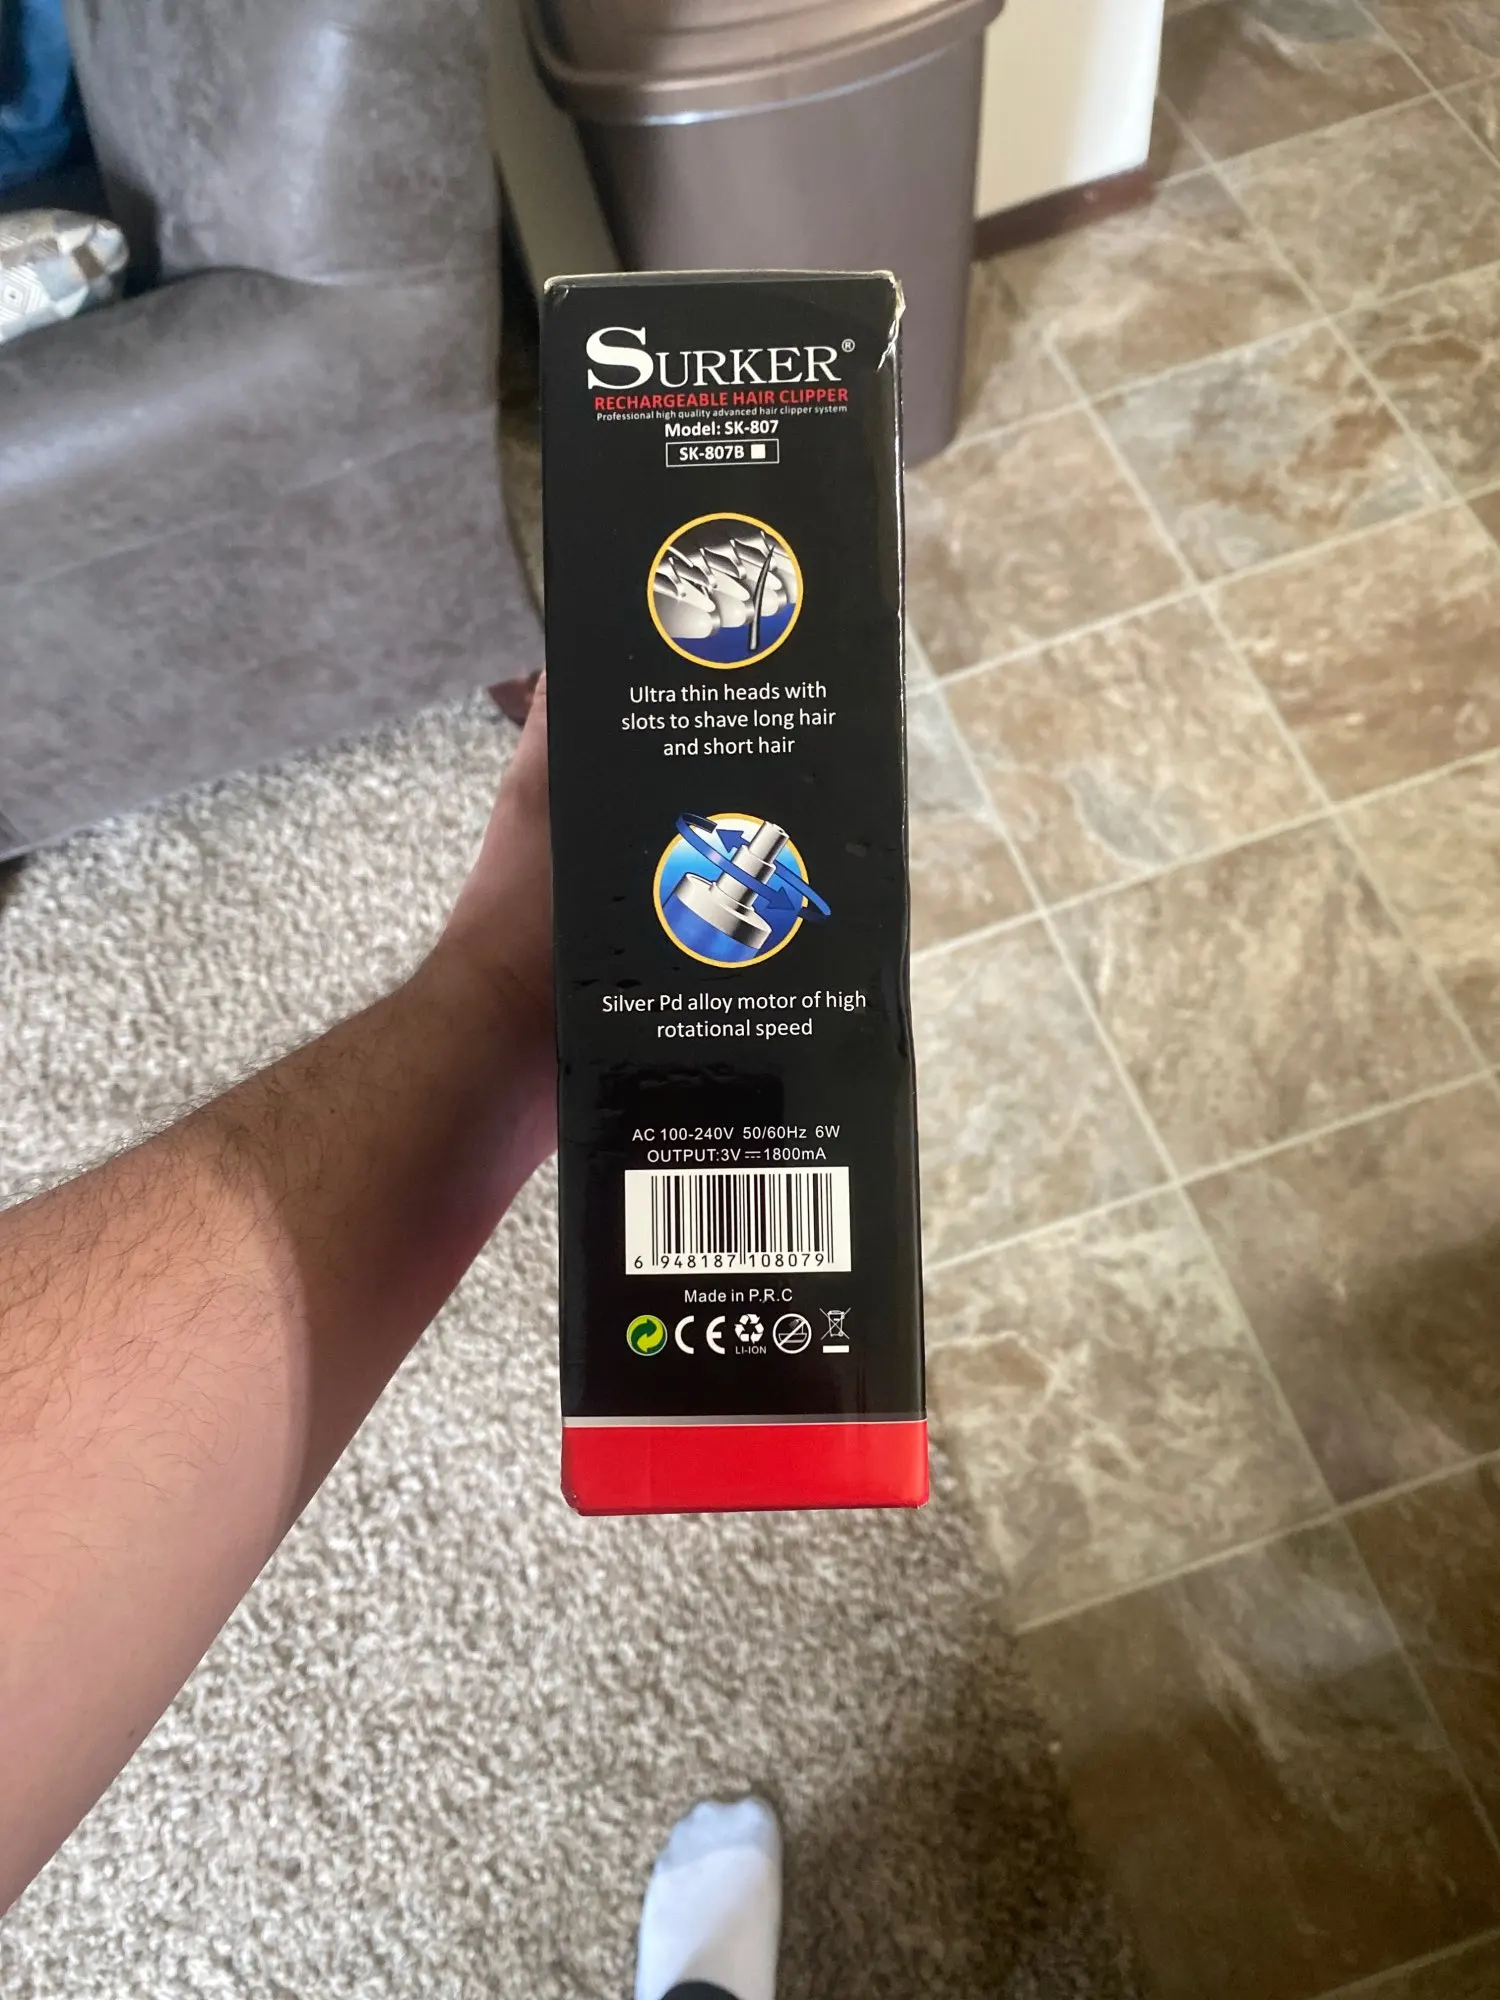 SURKER®
RECHARGEABLE HAIR CLIPPER
Professional high quality advanced hair clipper system
Model: SK-807
SK-807B
Ultra thin heads with
slots to shave long hair
and short hair
Silver Pd alloy motor of high
rotational speed
AC 100-240V 50/60Hz 6W
OUTPUT:3V⎓1800mA
6 948187 108079
Made in P.R.C
CE
LI-ION